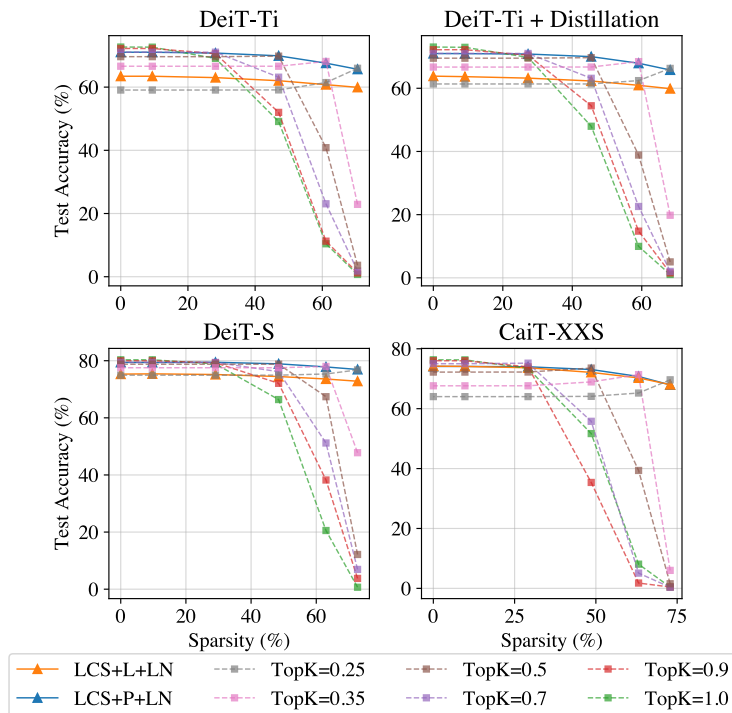 DeiT-Ti
DeiT-Ti + Distillation
Test Accuracy (%)
60
40
20
0
0 20 40 60
60
40
20
0
0 20 40 60
DeiT-S
CaiT-XXS
Test Accuracy (%)
80
60
40
20
0
0 20 40 60
Sparsity (%)
80
60
40
20
0
0 25 50 75
Sparsity (%)
LCS+L+LN TopK=0.25 TopK=0.5 TopK=0.9
LCS+P+LN TopK=0.35 TopK=0.7 TopK=1.0